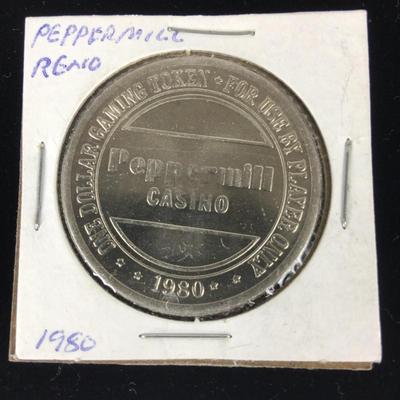 PEPPERMILL
RENO
ONE DOLLAR GAMING TOKEN • FOR USE BY PLAYER ONLY
Peppermill
CASINO
1980
1980